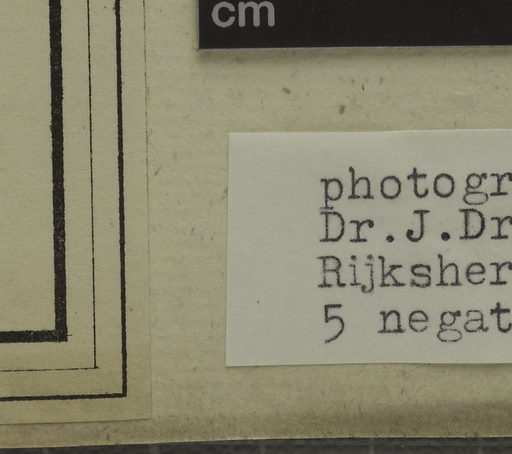 cm
photogr
Dr.J.Dr
Rijksher
5 negat